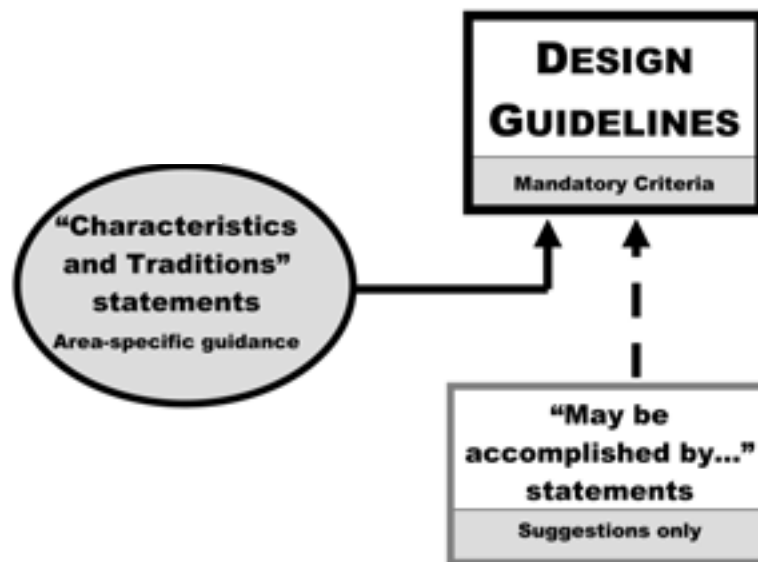 DESIGN
GUIDELINES
Mandatory Criteria
“Characteristics
and Traditions”
statements
Area-specific guidance
“May be
accomplished by...”
statements
Suggestions only